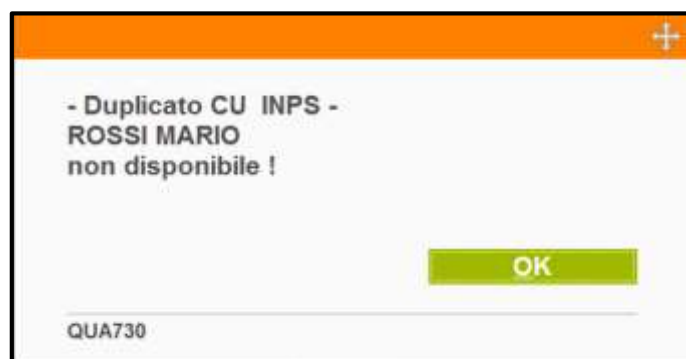 - Duplicato CU  INPS -
ROSSI MARIO
non disponibile !
OK
QUA730